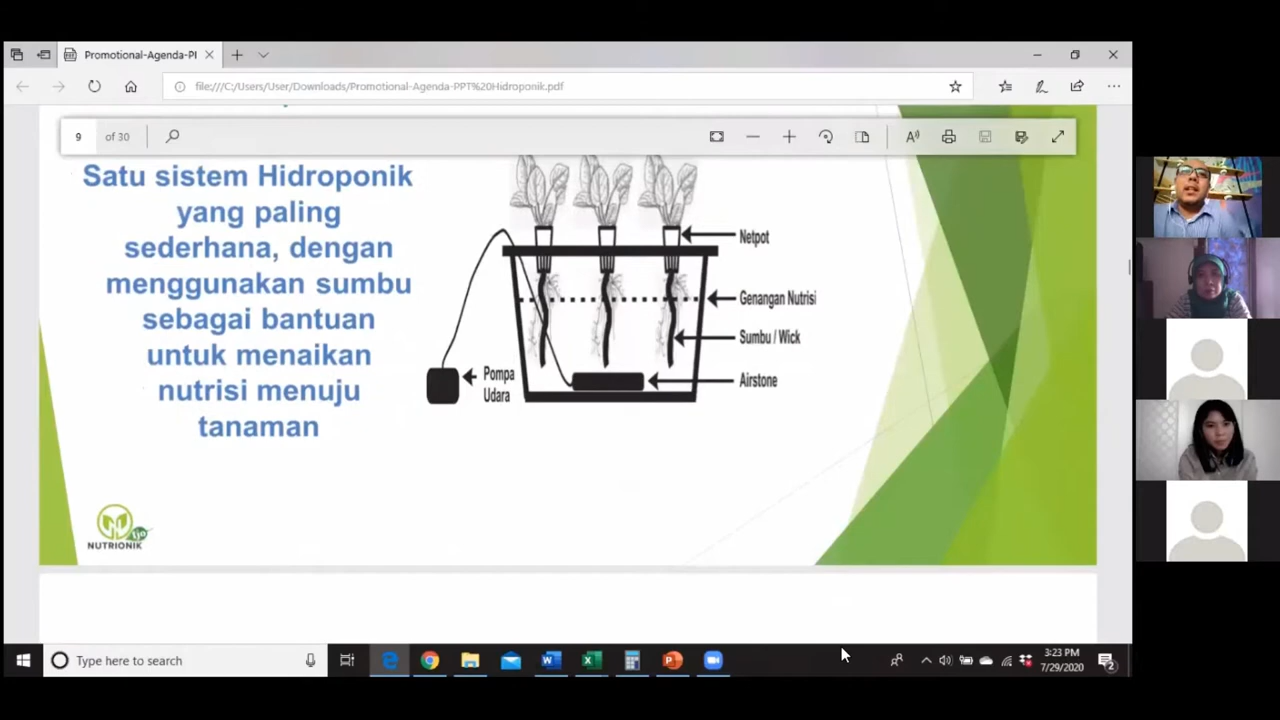 Promotional-Agenda-PI
file:///C:/Users/User/Downloads/Promotional-Agenda-PPT%20Hidroponik.pdf
9 of 30
Satu sistem Hidroponik
yang paling
sederhana, dengan
menggunakan sumbu
sebagai bantuan
untuk menaikan
nutrisi menuju
tanaman
Netpot
Genangan Nutrisi
Sumbu / Wick
Airstone
Pompa
Udara
NUTRIONIK
Type here to search
3:23 PM
7/29/2020
2